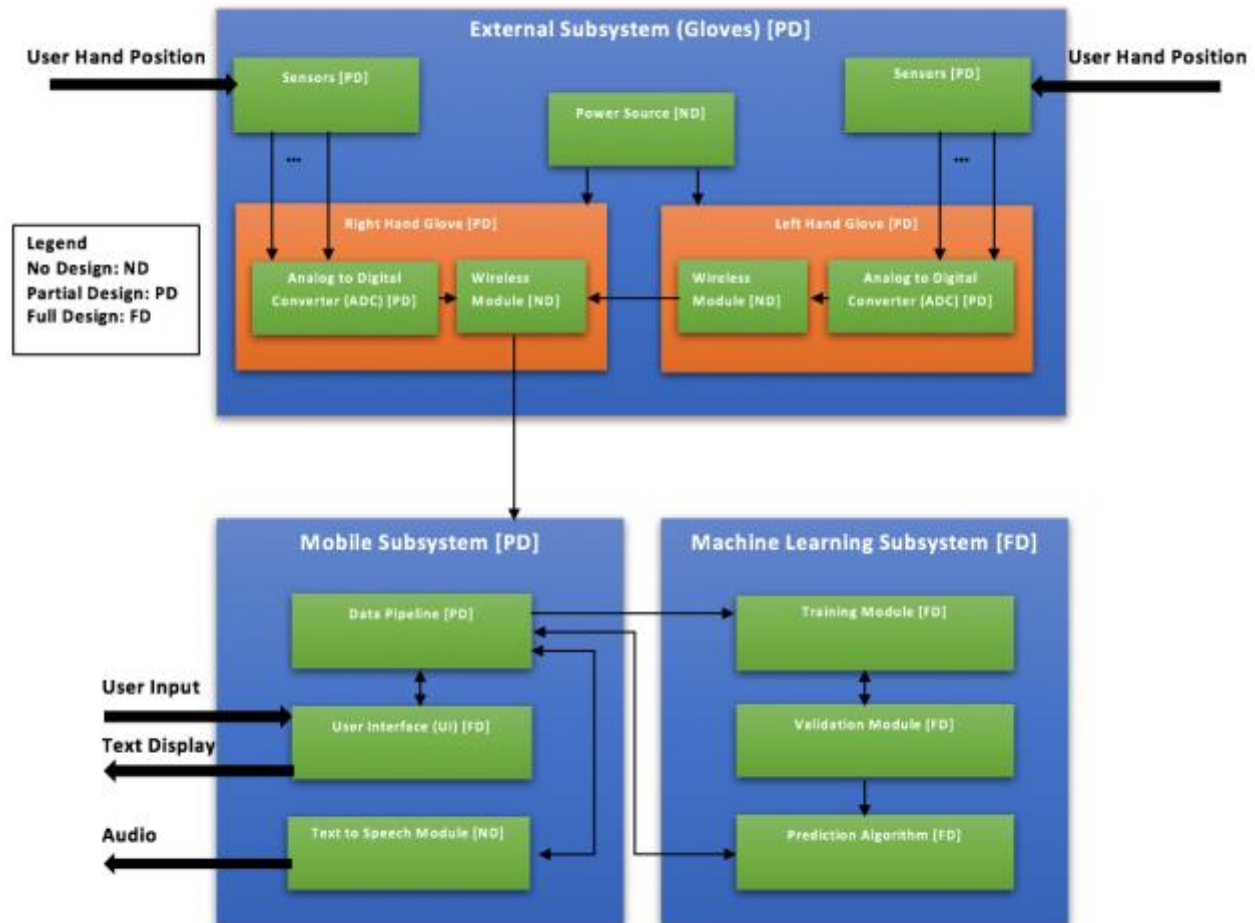 External Subsystem (Gloves) [PD]
User Hand Position
User Hand Position
Sensors [PD]
Sensors [PD]
Power Source [ND]
...
...
Right Hand Glove [PD]
Left Hand Glove [PD]
Legend
No Design: ND
Partial Design: PD
Full Design: FD
Analog to Digital
Converter (ADC) [PD]
Wireless
Module [ND]
Wireless
Module [ND]
Analog to Digital
Converter (ADC) [PD]
Mobile Subsystem [PD]
Machine Learning Subsystem [FD]
Data Pipeline [PD]
Training Module [FD]
User Input
User Interface (UI) [FD]
Validation Module [FD]
Text Display
Audio
Text to Speech Module [ND]
Prediction Algorithm [FD]